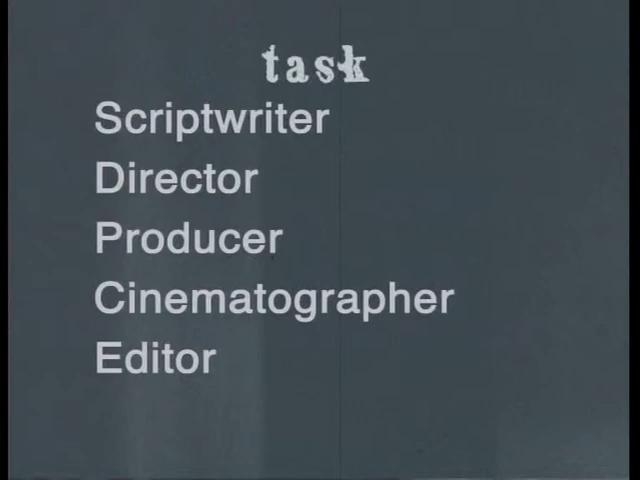 task
Scriptwriter
Director
Producer
Cinematographer
Editor